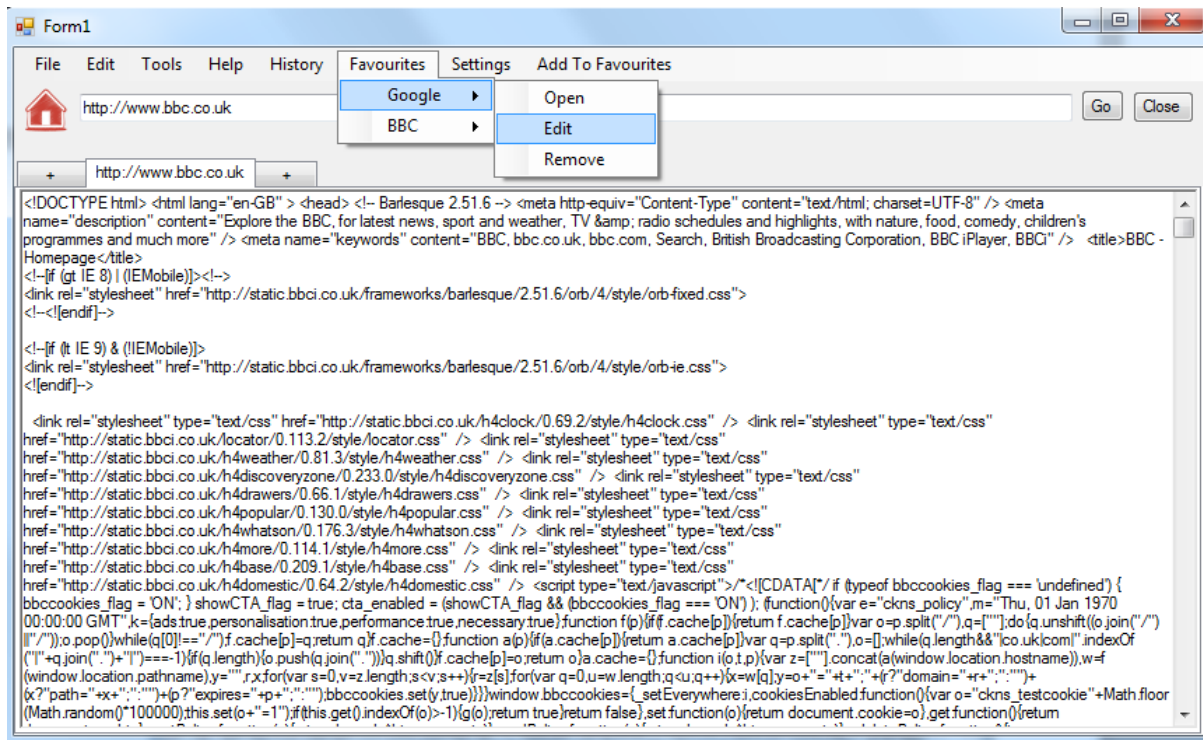 Form1
File Edit Tools Help History Favourites Settings Add To Favourites
http://www.bbc.co.uk Google Open Go Close
BBC Edit
Remove
+ http://www.bbc.co.uk +
<!DOCTYPE html> <html lang="en-GB" > <head> <!-- Barlesque 2.51.6 --> <meta http-equiv="Content-Type" content="text/html; charset=UTF-8" /> <meta
name="description" content="Explore the BBC, for latest news, sport and weather, TV &amp; radio schedules and highlights, with nature, food, comedy, children's
programmes and much more" /> <meta name="keywords" content="BBC, bbc.co.uk, bbc.com, Search, British Broadcasting Corporation, BBC iPlayer, BBCi" /> <title>BBC -
Homepage</title>
<!--[if (gt IE 8) | (IEMobile)]><!-->
<link rel="stylesheet" href="http://static.bbci.co.uk/frameworks/barlesque/2.51.6/orb/4/style/orb-fixed.css">
<!--<![endif]-->
<!--[if (lt IE 9) & (!IEMobile)]>
<link rel="stylesheet" href="http://static.bbci.co.uk/frameworks/barlesque/2.51.6/orb/4/style/orb-ie.css">
<![endif]-->
<link rel="stylesheet" type="text/css" href="http://static.bbci.co.uk/h4clock/0.69.2/style/h4clock.css" /> <link rel="stylesheet" type="text/css"
href="http://static.bbci.co.uk/locator/0.113.2/style/locator.css" /> <link rel="stylesheet" type="text/css"
href="http://static.bbci.co.uk/h4weather/0.81.3/style/h4weather.css" /> <link rel="stylesheet" type="text/css"
href="http://static.bbci.co.uk/h4discoveryzone/0.233.0/style/h4discoveryzone.css" /> <link rel="stylesheet" type="text/css"
href="http://static.bbci.co.uk/h4drawers/0.66.1/style/h4drawers.css" /> <link rel="stylesheet" type="text/css"
href="http://static.bbci.co.uk/h4popular/0.130.0/style/h4popular.css" /> <link rel="stylesheet" type="text/css"
href="http://static.bbci.co.uk/h4whatson/0.176.3/style/h4whatson.css" /> <link rel="stylesheet" type="text/css"
href="http://static.bbci.co.uk/h4more/0.114.1/style/h4more.css" /> <link rel="stylesheet" type="text/css"
href="http://static.bbci.co.uk/h4base/0.209.1/style/h4base.css" /> <link rel="stylesheet" type="text/css"
href="http://static.bbci.co.uk/h4domestic/0.64.2/style/h4domestic.css" /> <script type="text/javascript">/*<![CDATA[*/ if (typeof bbccookies_flag === 'undefined') {
bbccookies_flag = 'ON'; } showCTA_flag = true; cta_enabled = (showCTA_flag && (bbccookies_flag === 'ON') ); (function(){var e="ckns_policy",m="Thu, 01 Jan 1970
00:00:00 GMT",k={ads:true,personalisation:true,performance:true,necessary:true};function f(p){if(f.cache[p]){return f.cache[p]}var o=p.split("/"),q=[""];do{q.unshift((o.join("/")
||"/"));o.pop()}while(q[0]!=="/");f.cache[p]=q;return q}f.cache={};function a(p){if(a.cache[p]){return a.cache[p]}var q=p.split("."),o=[];while(q.length&&"|co.uk|com|".indexOf
("|"+q.join(".")+"|")===-1){if(q.length){o.push(q.join("."))}q.shift()}f.cache[p]=o;return o}a.cache={};function i(o,t,p){var z=[""].concat(a(window.location.hostname)),w=f
(window.location.pathname),y="",r,x;for(var s=0,v=z.length;s<v;s++){r=z[s];for(var q=0,u=w.length;q<u;q++){x=w[q];y=o+"="+t+";"+(r?"domain="+r+";":"")+
(x?"path="+x+";":"")+(p?"expires="+p+";":"");bbccookies.set(y,true)}}}window.bbccookies={_setEverywhere:i,cookiesEnabled:function(){var o="ckns_testcookie"+Math.floor
(Math.random()*100000);this.set(o+"=1");if(this.get().indexOf(o)>-1){g(o);return true}return false},set:function(o){return document.cookie=o},get:function(){return